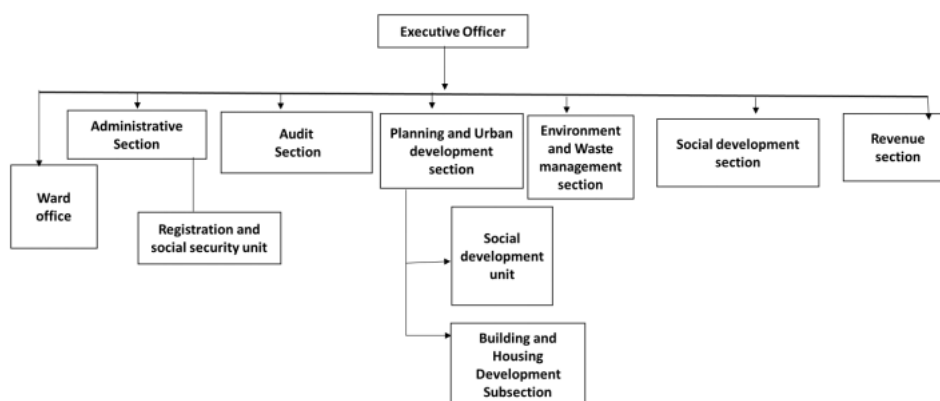 Executive Officer
Administrative
Section
Audit
Section
Planning and Urban
development
section
Environment
and Waste
management
section
Social development
section
Revenue
section
Ward
office
Registration and
social security unit
Social
development
unit
Building and
Housing
Development
Subsection